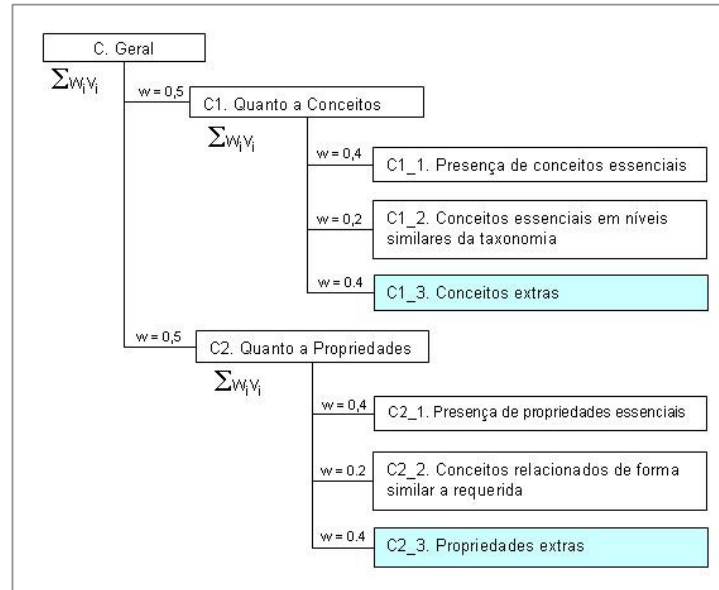 C. Geral
∑wᵢvᵢ
w = 0,5
C1. Quanto a Conceitos
∑wᵢvᵢ
w = 0,4
C1_1. Presença de conceitos essenciais
w = 0,2
C1_2. Conceitos essenciais em níveis
similares da taxonomia
w = 0.4
C1_3. Conceitos extras
w = 0,5
C2. Quanto a Propriedades
∑wᵢvᵢ
w = 0,4
C2_1. Presença de propriedades essenciais
w = 0.2
C2_2. Conceitos relacionados de forma
similar a requerida
w = 0.4
C2_3. Propriedades extras